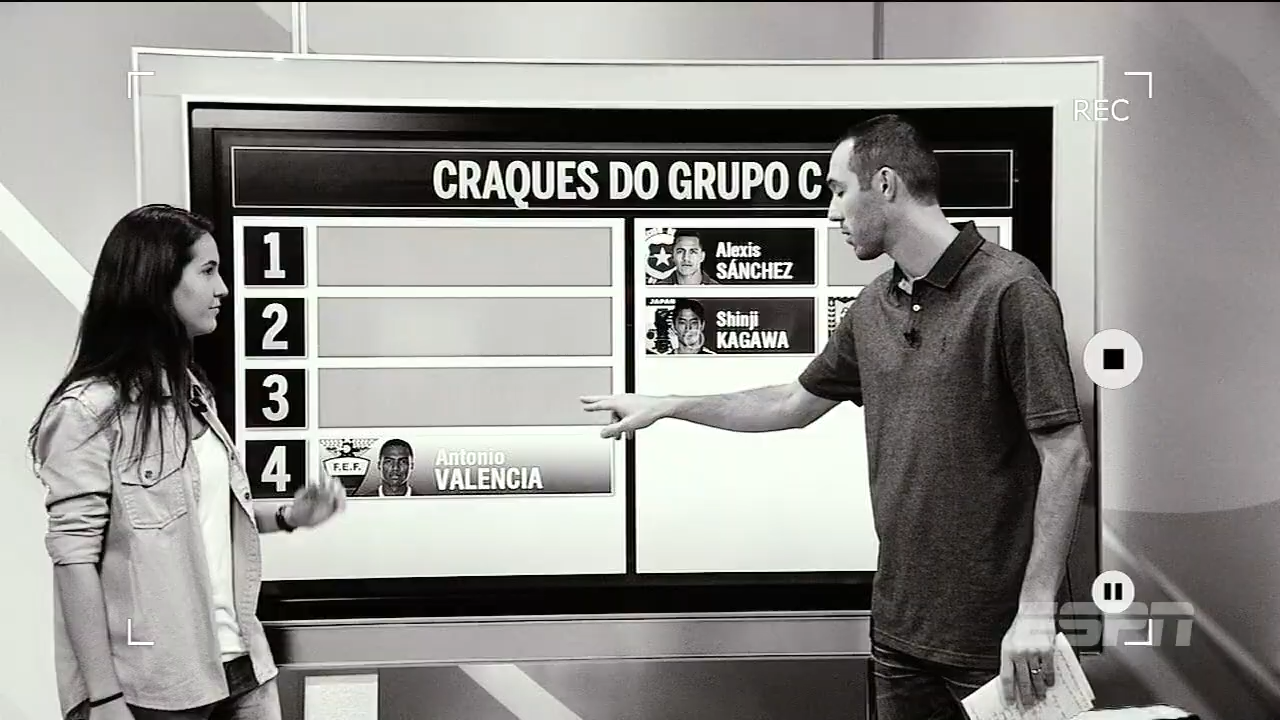 REC
CRAQUES DO GRUPO C
1
2
3
4
F.E.F.
Antonio
VALENCIA
Alexis
SÁNCHEZ
JAPAN
Shinji
KAGAWA
ESPN